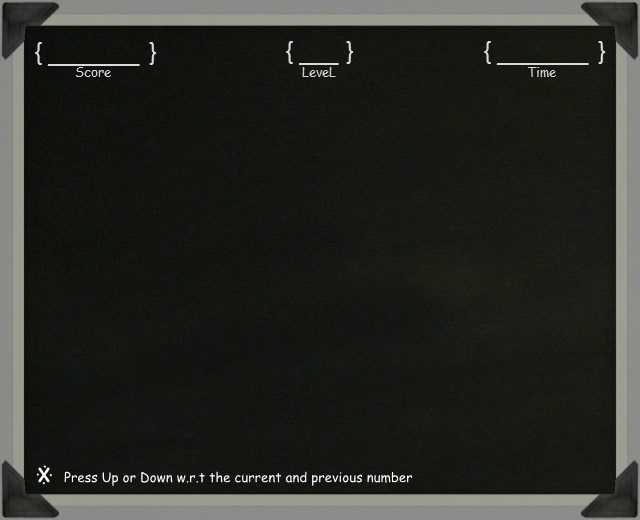 { } { } { }
Score LeveL Time
Press Up or Down w.r.t the current and previous number